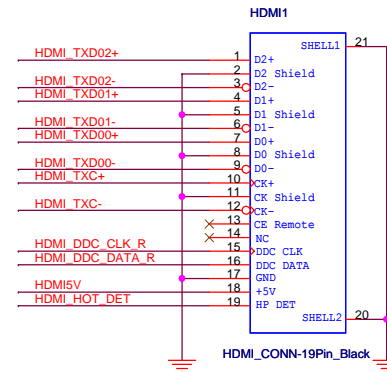 HDMI1
SHELL1 21
HDMI_TXD02+ 1 D2+
2 D2 Shield
HDMI_TXD02- 3 D2-
HDMI_TXD01+ 4 D1+
5 D1 Shield
HDMI_TXD01- 6 D1-
HDMI_TXD00+ 7 D0+
8 D0 Shield
HDMI_TXD00- 9 D0-
HDMI_TXC+ 10 CK+
11 CK Shield
HDMI_TXC- 12 CK-
13 CE Remote
14 NC
HDMI_DDC_CLK_R 15 DDC CLK
HDMI_DDC_DATA_R 16 DDC DATA
17 GND
HDMI5V 18 +5V
HDMI_HOT_DET 19 HP DET
SHELL2 20
HDMI_CONN-19Pin_Black